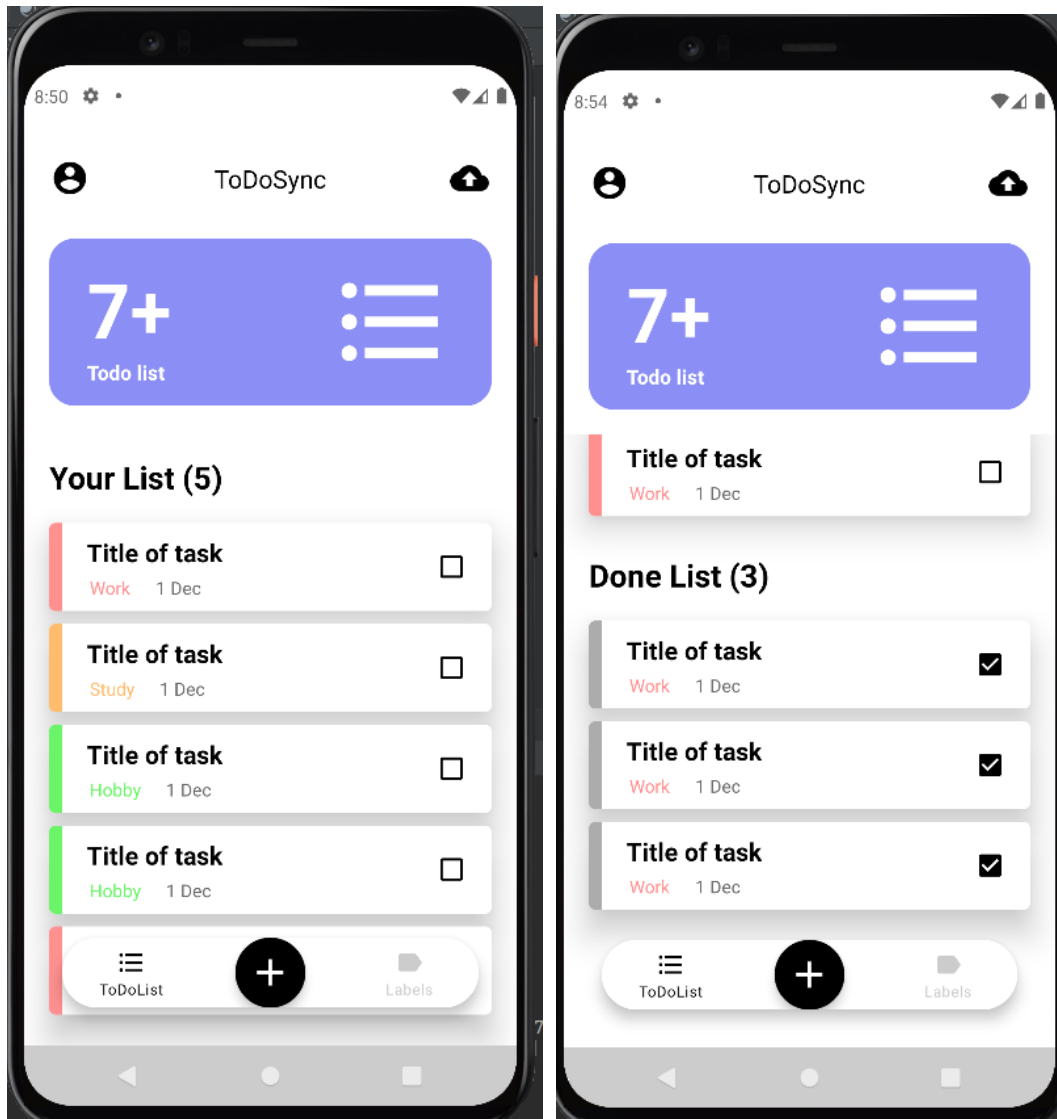 8:50
ToDoSync
7+
Todo list
Your List (5)
Title of task
Work 1 Dec
Title of task
Study 1 Dec
Title of task
Hobby 1 Dec
Title of task
Hobby 1 Dec
ToDoList
Labels
7
8:54
ToDoSync
7+
Todo list
Title of task
Work 1 Dec
Done List (3)
Title of task
Work 1 Dec
Title of task
Work 1 Dec
Title of task
Work 1 Dec
ToDoList
Labels